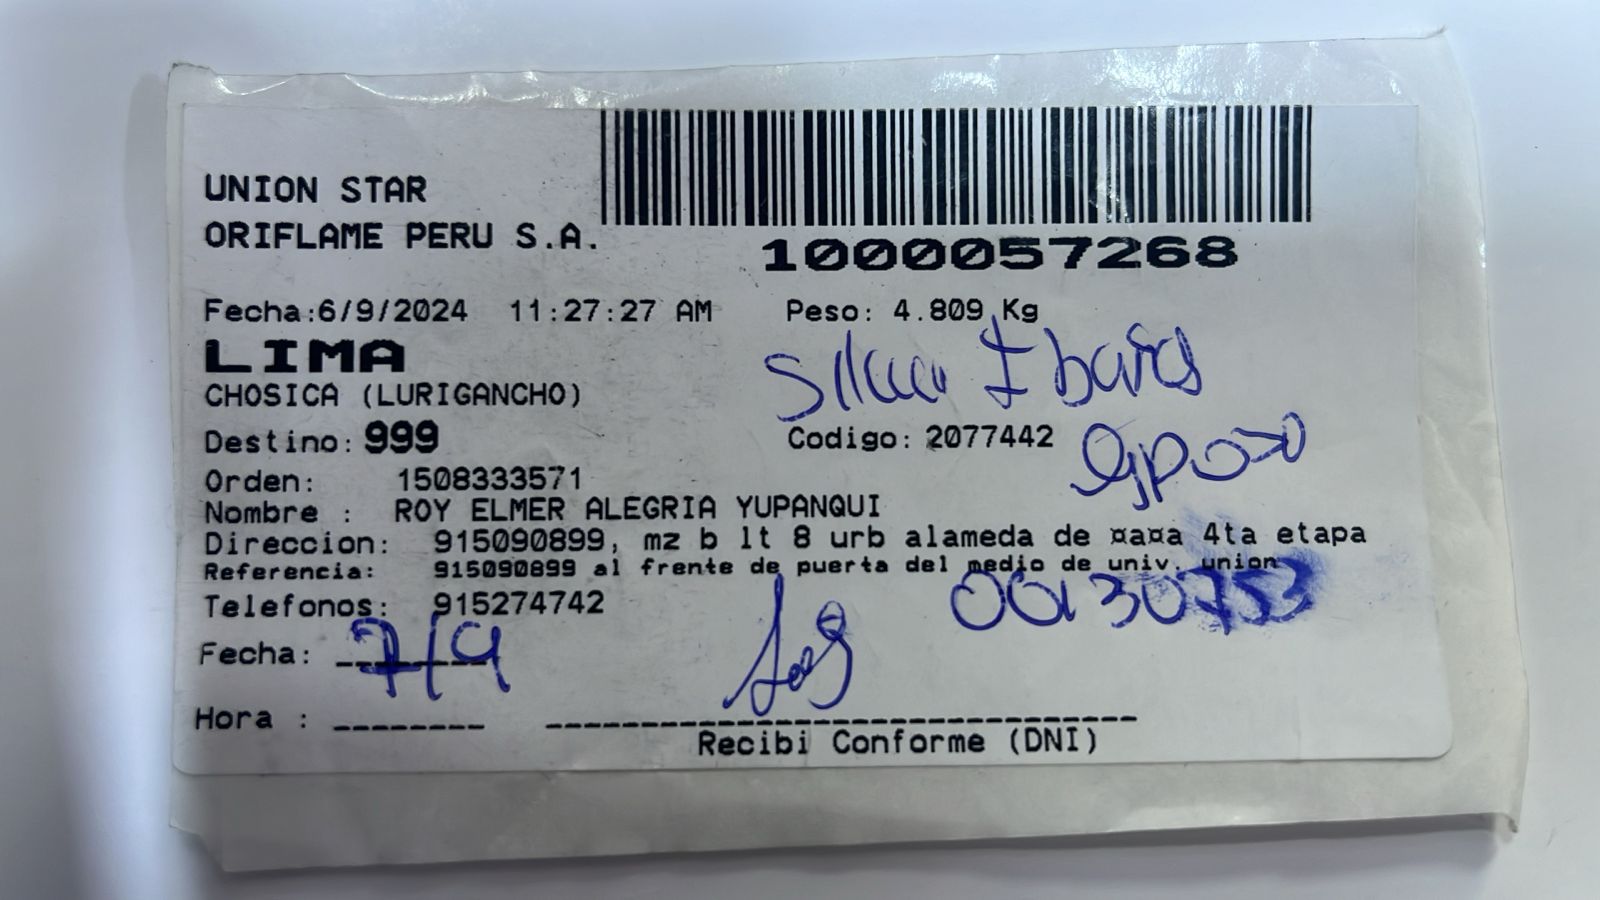 UNION STAR
ORIFLAME PERU S.A.
1000057268
Fecha:6/9/2024 11:27:27 AM Peso: 4.809 Kg
LIMA
CHOSICA (LURIGANCHO)
Destino: 999 Codigo: 2077442
Orden: 1508333571
Nombre : ROY ELMER ALEGRIA YUPANQUI
Direccion: 915090899, mz b lt 8 urb alameda de ¤a¤a 4ta etapa
Referencia: 915090899 al frente de puerta del medio de univ. union
Telefonos: 915274742
00130753
Fecha: 7/9
Hora :
Recibi Conforme (DNI)